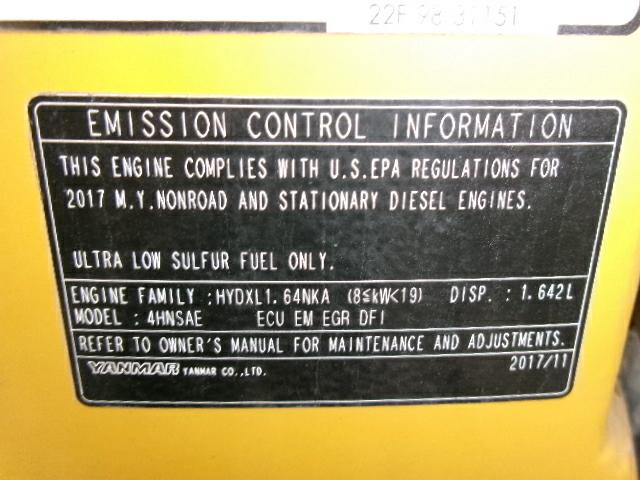 22F 98 37151
EMISSION CONTROL INFORMATION
THIS ENGINE COMPLIES WITH U.S.EPA REGULATIONS FOR
2017 M.Y.NONROAD AND STATIONARY DIESEL ENGINES.
ULTRA LOW SULFUR FUEL ONLY.
ENGINE FAMILY :HYDXL1.64NKA (8≦kW<19) DISP. : 1.642L
MODEL : 4HNSAE ECU EM EGR DFI
REFER TO OWNER'S MANUAL FOR MAINTENANCE AND ADJUSTMENTS.
2017/11
YANMAR YANMAR CO.,LTD.